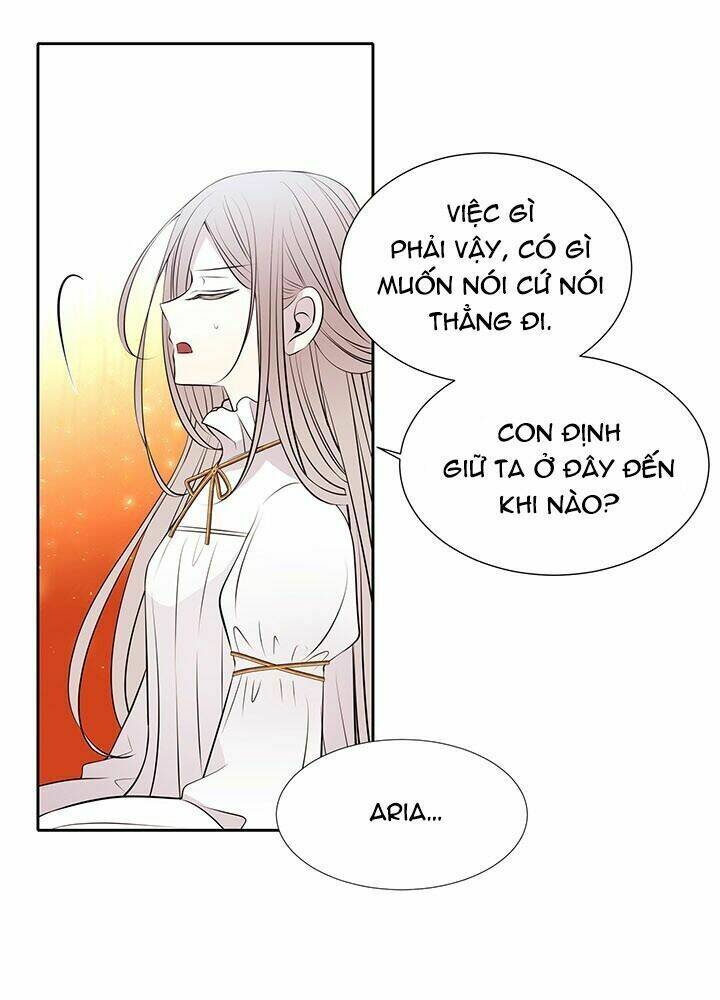 VIỆC GÌ
PHẢI VẬY, CÓ GÌ
MUỐN NÓI CỨ NÓI
THẲNG ĐI.
CON ĐỊNH
GIỮ TA Ở ĐÂY ĐẾN
KHI NÀO?
ARIA...